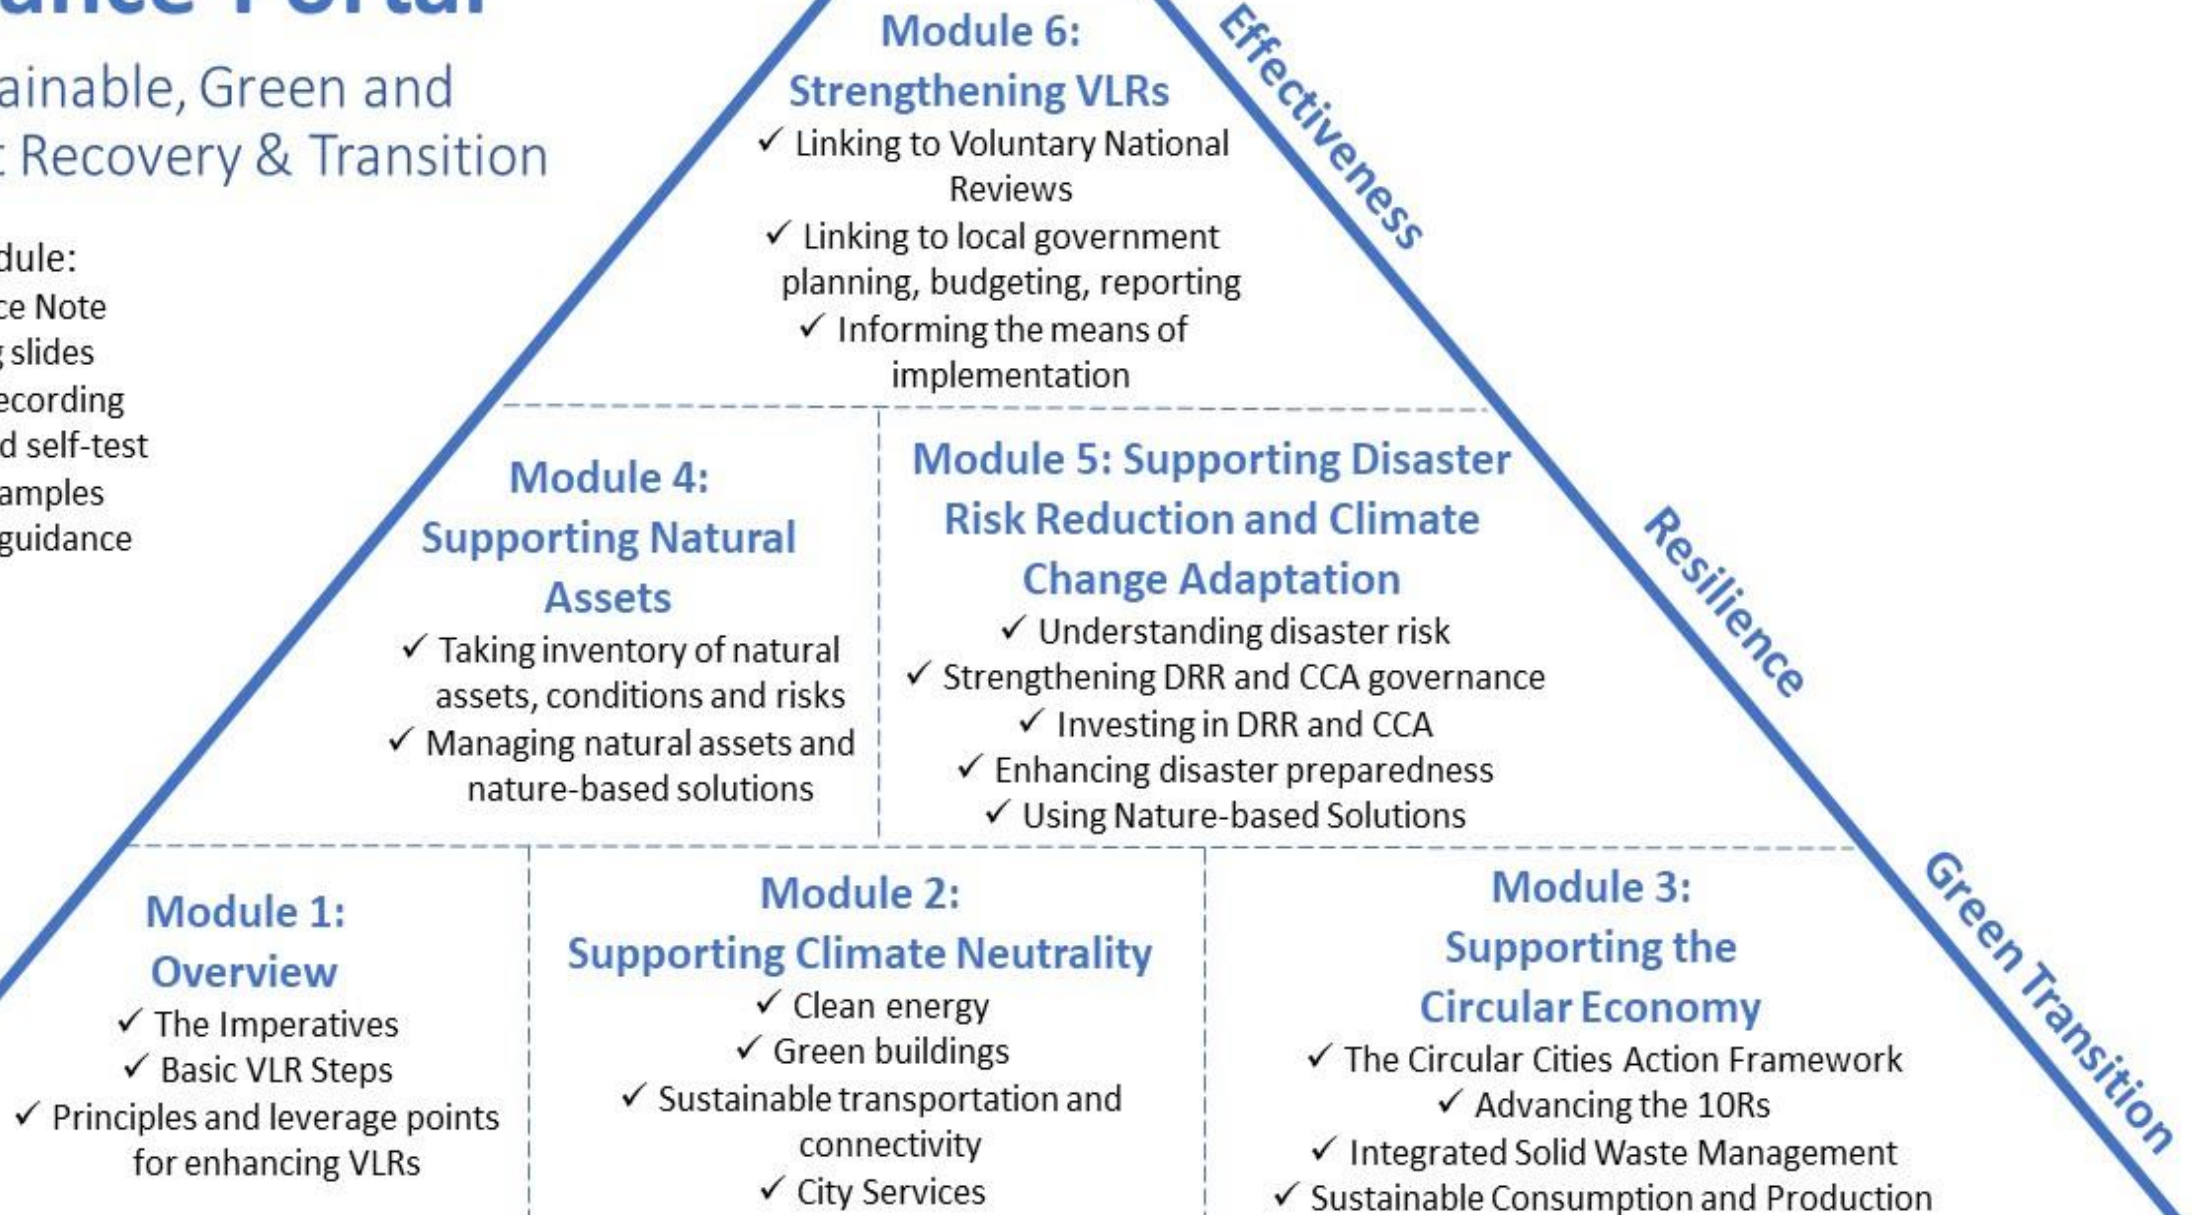 Portal
ainable, Green and
Recovery & Transition
dule:
ce Note
g slides
ecording
d self-test
amples
guidance
Module 6:
Strengthening VLRs
✓ Linking to Voluntary National
Reviews
✓ Linking to local government
planning, budgeting, reporting
✓ Informing the means of
implementation
Effectiveness
Module 4:
Supporting Natural
Assets
✓ Taking inventory of natural
assets, conditions and risks
✓ Managing natural assets and
nature-based solutions
Module 5: Supporting Disaster
Risk Reduction and Climate
Change Adaptation
✓ Understanding disaster risk
✓ Strengthening DRR and CCA governance
✓ Investing in DRR and CCA
✓ Enhancing disaster preparedness
✓ Using Nature-based Solutions
Resilience
Module 1:
Overview
✓ The Imperatives
✓ Basic VLR Steps
✓ Principles and leverage points
for enhancing VLRs
Module 2:
Supporting Climate Neutrality
✓ Clean energy
✓ Green buildings
✓ Sustainable transportation and
connectivity
✓ City Services
Module 3:
Supporting the
Circular Economy
✓ The Circular Cities Action Framework
✓ Advancing the 10Rs
✓ Integrated Solid Waste Management
✓ Sustainable Consumption and Production
Green Transition